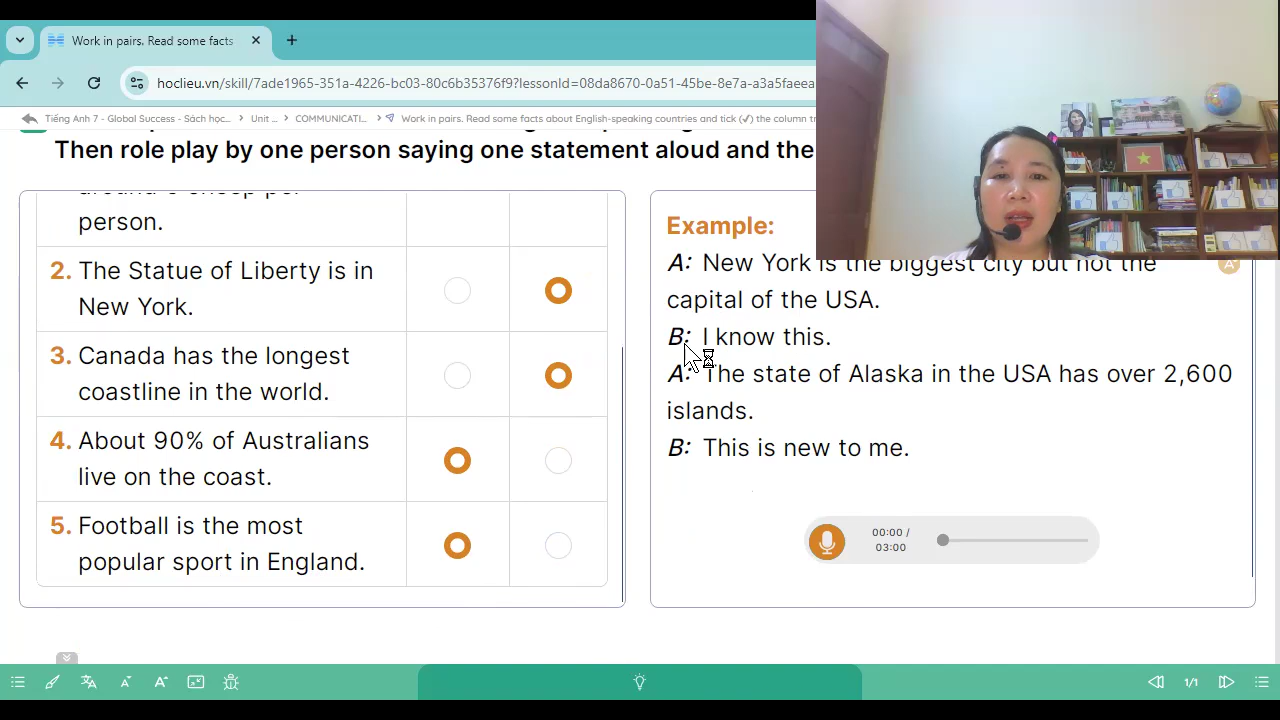 Work in pairs. Read some facts
hoclieu.vn/skill/7ade1965-351a-4226-bc03-80c6b35376f9?lessonId=08da8670-0a51-45be-8e7a-a3a5faeea
Tiếng Anh 7 - Global Success - Sách học... Unit ... COMMUNICATI... Work in pairs. Read some facts about English-speaking countries and tick (✓) the column tr
Then role play by one person saying one statement aloud and the
person.
2. The Statue of Liberty is in
New York.
3. Canada has the longest
coastline in the world.
4. About 90% of Australians
live on the coast.
5. Football is the most
popular sport in England.
Example:
A: New York is the biggest city but not the
capital of the USA.
B: I know this.
A: The state of Alaska in the USA has over 2,600
islands.
B: This is new to me.
00:00 /
03:00
1/1